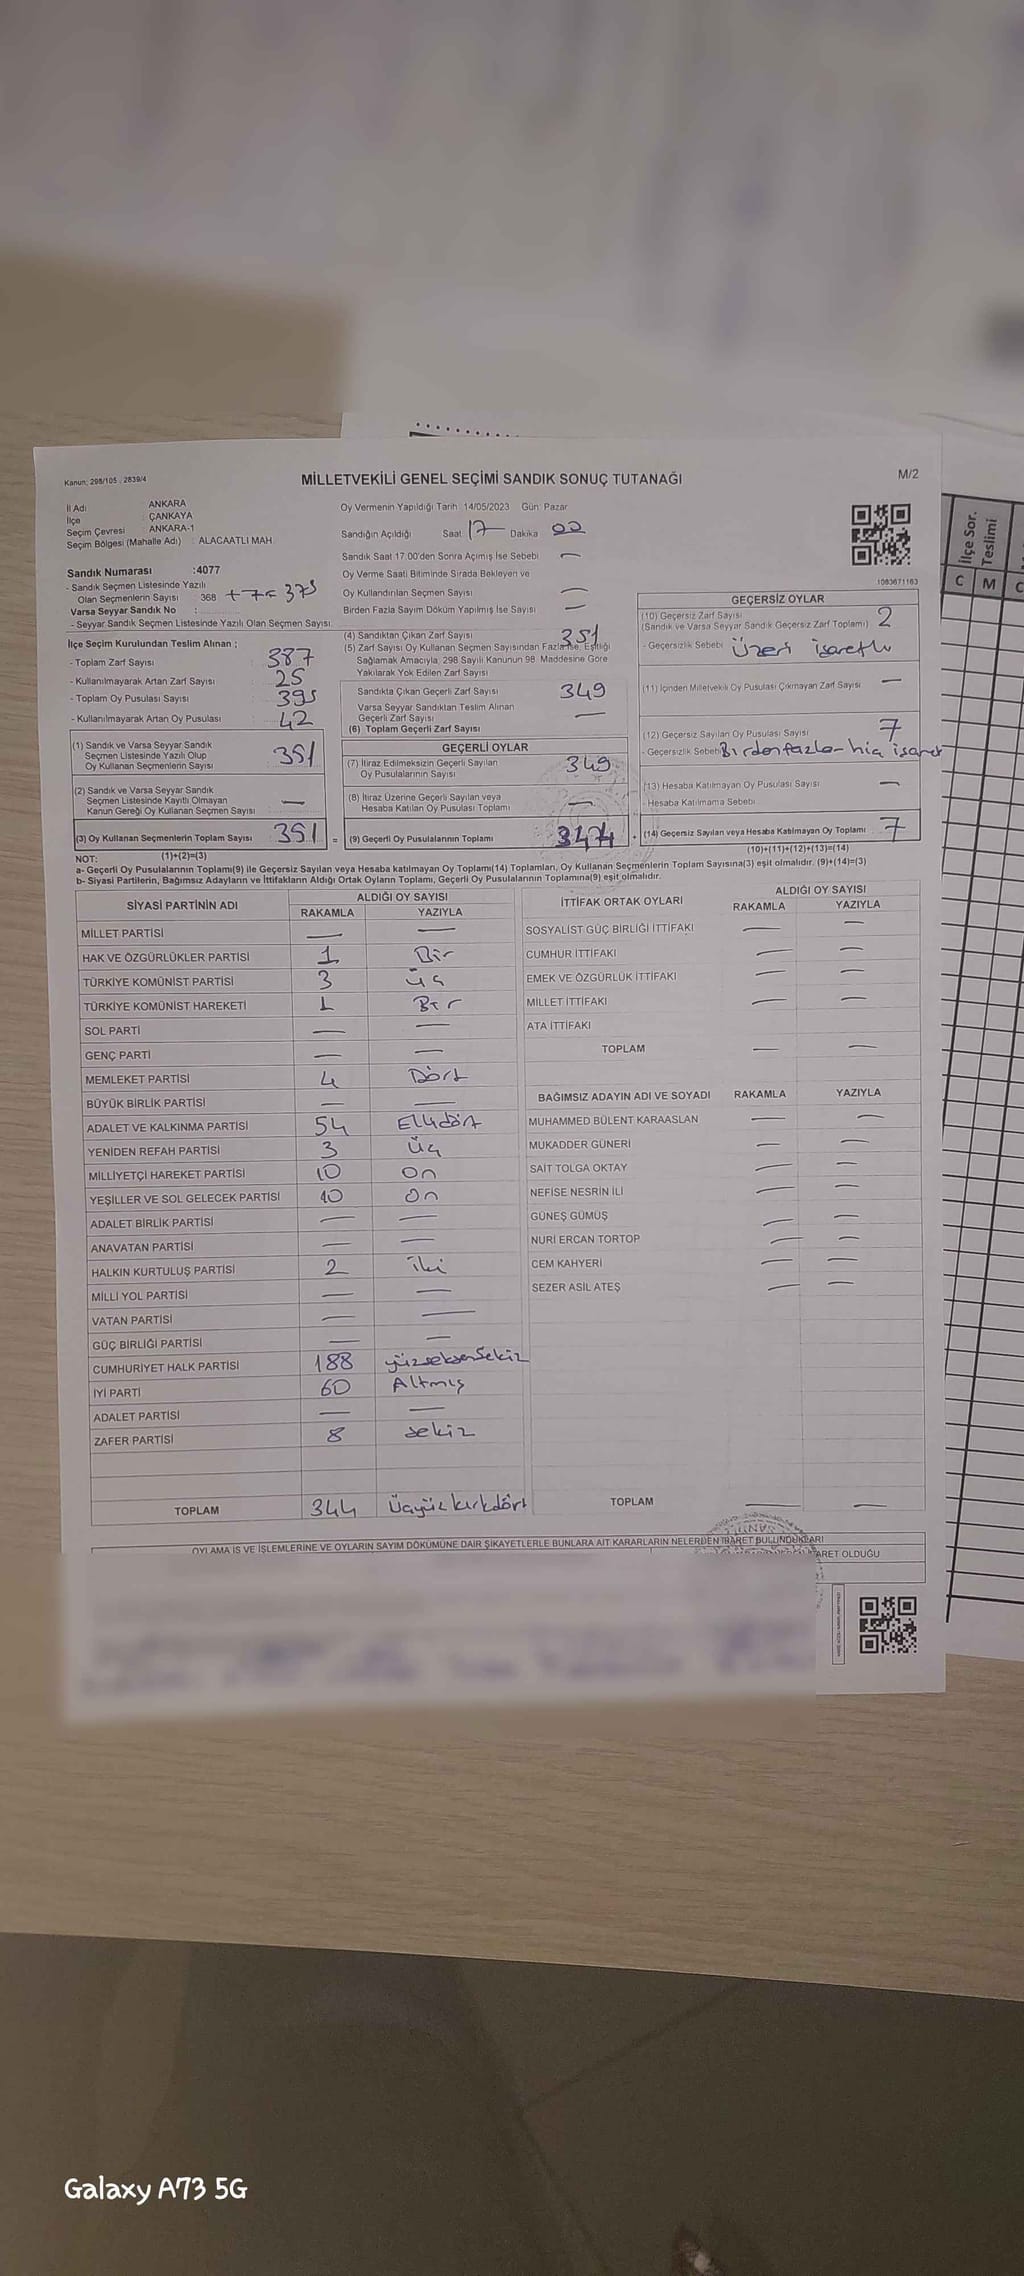 Kanun: 298/105 - 2839/4
MİLLETVEKİLİ GENEL SEÇİMİ SANDIK SONUÇ TUTANAĞI
M/2
İl Adı ANKARA
İlçe ÇANKAYA
Seçim Çevresi ANKARA-1
Seçim Bölgesi (Mahalle Adı) : ALACAATLI MAH.
Sandık Numarası :4077
- Sandık Seçmen Listesinde Yazılı
Olan Seçmenlerin Sayısı 368 +7= 375
Varsa Seyyar Sandık No :
- Seyyar Sandık Seçmen Listesinde Yazılı Olan Seçmen Sayısı:
İlçe Seçim Kurulundan Teslim Alınan ;
- Toplam Zarf Sayısı : 387
- Kullanılmayarak Artan Zarf Sayısı : 25
- Toplam Oy Pusulası Sayısı : 395
- Kullanılmayarak Artan Oy Pusulası : 42
(1) Sandık ve Varsa Seyyar Sandık
Seçmen Listesinde Yazılı Olup
Oy Kullanan Seçmenlerin Sayısı 351
(2) Sandık ve Varsa Seyyar Sandık
Seçmen Listesinde Kayıtlı Olmayan
Kanun Gereği Oy Kullanan Seçmen Sayısı —
(3) Oy Kullanan Seçmenlerin Toplam Sayısı 351 =
(1)+(2)=(3)
Oy Vermenin Yapıldığı Tarih: 14/05/2023 Gün: Pazar
Sandığın Açıldığı Saat 17 Dakika 00
Sandık Saat 17.00'den Sonra Açımış İse Sebebi —
Oy Verme Saati Bitiminde Sırada Bekleyen ve
Oy Kullandırılan Seçmen Sayısı —
Birden Fazla Sayım Döküm Yapılmış İse Sayısı —
(4) Sandıktan Çıkan Zarf Sayısı 351
(5) Zarf Sayısı Oy Kullanan Seçmen Sayısından Fazla ise, Eşitliği
Sağlamak Amacıyla, 298 Sayılı Kanunun 98. Maddesine Göre
Yakılarak Yok Edilen Zarf Sayısı
Sandıkta Çıkan Geçerli Zarf Sayısı 349
Varsa Seyyar Sandıktan Teslim Alınan
Geçerli Zarf Sayısı —
(6) Toplam Geçerli Zarf Sayısı
GEÇERLİ OYLAR
(7) İtiraz Edilmeksizin Geçerli Sayılan
Oy Pusulalarının Sayısı 349
(8) İtiraz Üzerine Geçerli Sayılan veya
Hesaba Katılan Oy Pusulası Toplamı —
(9) Geçerli Oy Pusulalarının Toplamı +
1083671163
GEÇERSİZ OYLAR
(10) Geçersiz Zarf Sayısı
(Sandık ve Varsa Seyyar Sandık Geçersiz Zarf Toplamı) 2
- Geçersizlik Sebebi Üzeri işaretli
(11) İçinden Milletvekili Oy Pusulası Çıkmayan Zarf Sayısı —
(12) Geçersiz Sayılan Oy Pusulası Sayısı 7
- Geçersizlik Sebebi Birden fazla- hiç işaret
(13) Hesaba Katılmayan Oy Pusulası Sayısı —
- Hesaba Katılmama Sebebi
(14) Geçersiz Sayılan veya Hesaba Katılmayan Oy Toplamı 7
(10)+(11)+(12)+(13)=(14)
NOT:
a- Geçerli Oy Pusulalarının Toplamı(9) ile Geçersiz Sayılan veya Hesaba katılmayan Oy Toplamı(14) Toplamları, Oy Kullanan Seçmenlerin Toplam Sayısına(3) eşit olmalıdır. (9)+(14)=(3)
b- Siyasi Partilerin, Bağımsız Adayların ve İttifakların Aldığı Ortak Oyların Toplamı, Geçerli Oy Pusulalarının Toplamına(9) eşit olmalıdır.
SİYASİ PARTİNİN ADI ALDIĞI OY SAYISI
RAKAMLA YAZIYLA
MİLLET PARTİSİ — —
HAK VE ÖZGÜRLÜKLER PARTİSİ 1 Bir
TÜRKİYE KOMÜNİST PARTİSİ 3 üç
TÜRKİYE KOMÜNİST HAREKETİ 1 Bir
SOL PARTİ — —
GENÇ PARTİ — —
MEMLEKET PARTİSİ 4 Dört
BÜYÜK BİRLİK PARTİSİ — —
ADALET VE KALKINMA PARTİSİ 54 Ellidört
YENİDEN REFAH PARTİSİ 3 Üç
MİLLİYETÇİ HAREKET PARTİSİ 10 On
YEŞİLLER VE SOL GELECEK PARTİSİ 10 On
ADALET BİRLİK PARTİSİ — —
ANAVATAN PARTİSİ — —
HALKIN KURTULUŞ PARTİSİ 2 iki
MİLLİ YOL PARTİSİ — —
VATAN PARTİSİ — —
GÜÇ BİRLİĞİ PARTİSİ — —
CUMHURİYET HALK PARTİSİ 188 yüzseksensekiz
İYİ PARTİ 60 Altmış
ADALET PARTİSİ — —
ZAFER PARTİSİ 8 sekiz
TOPLAM 344 Üçyüzkırkdört
İTTİFAK ORTAK OYLARI ALDIĞI OY SAYISI
RAKAMLA YAZIYLA
SOSYALİST GÜÇ BİRLİĞİ İTTİFAKI — —
CUMHUR İTTİFAKI — —
EMEK VE ÖZGÜRLÜK İTTİFAKI — —
MİLLET İTTİFAKI — —
ATA İTTİFAKI
TOPLAM — —
BAĞIMSIZ ADAYIN ADI VE SOYADI RAKAMLA YAZIYLA
MUHAMMED BÜLENT KARAASLAN — —
MUKADDER GÜNERİ — —
SAİT TOLGA OKTAY — —
NEFİSE NESRİN İLİ — —
GÜNEŞ GÜMÜŞ — —
NURİ ERCAN TORTOP — —
CEM KAHYERİ — —
SEZER ASİL ATEŞ — —
TOPLAM — —
OYLAMA İŞ VE İŞLEMLERİNE VE OYLARIN SAYIM DÖKÜMÜNE DAİR ŞİKAYETLERLE BUNLARA AİT KARARLARIN NELERDEN İBARET BULUNDUKLARI
ARET OLDUĞU
İlçe Sor.
Teslimi
C M C
Galaxy A73 5G